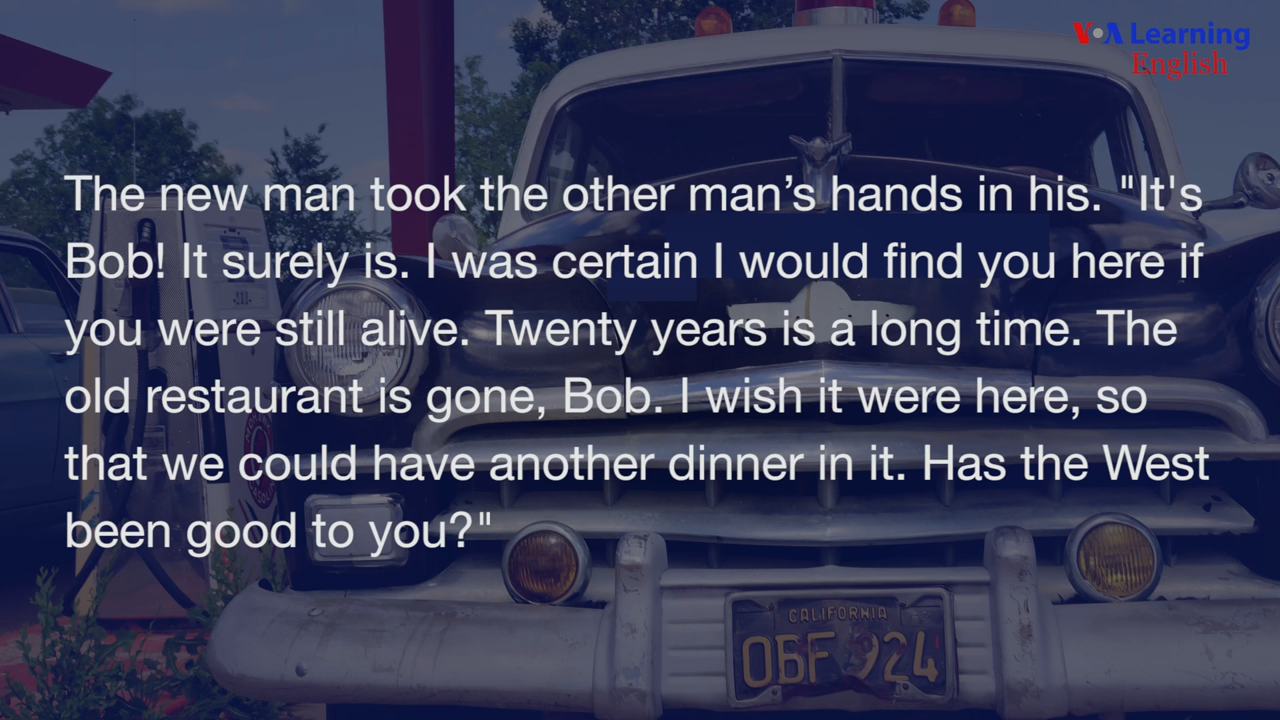 VOA Learning
English
The new man took the other man’s hands in his. "It's
Bob! It surely is. I was certain I would find you here if
you were still alive. Twenty years is a long time. The
old restaurant is gone, Bob. I wish it were here, so
that we could have another dinner in it. Has the West
been good to you?"
CALIFORNIA
OBF 924